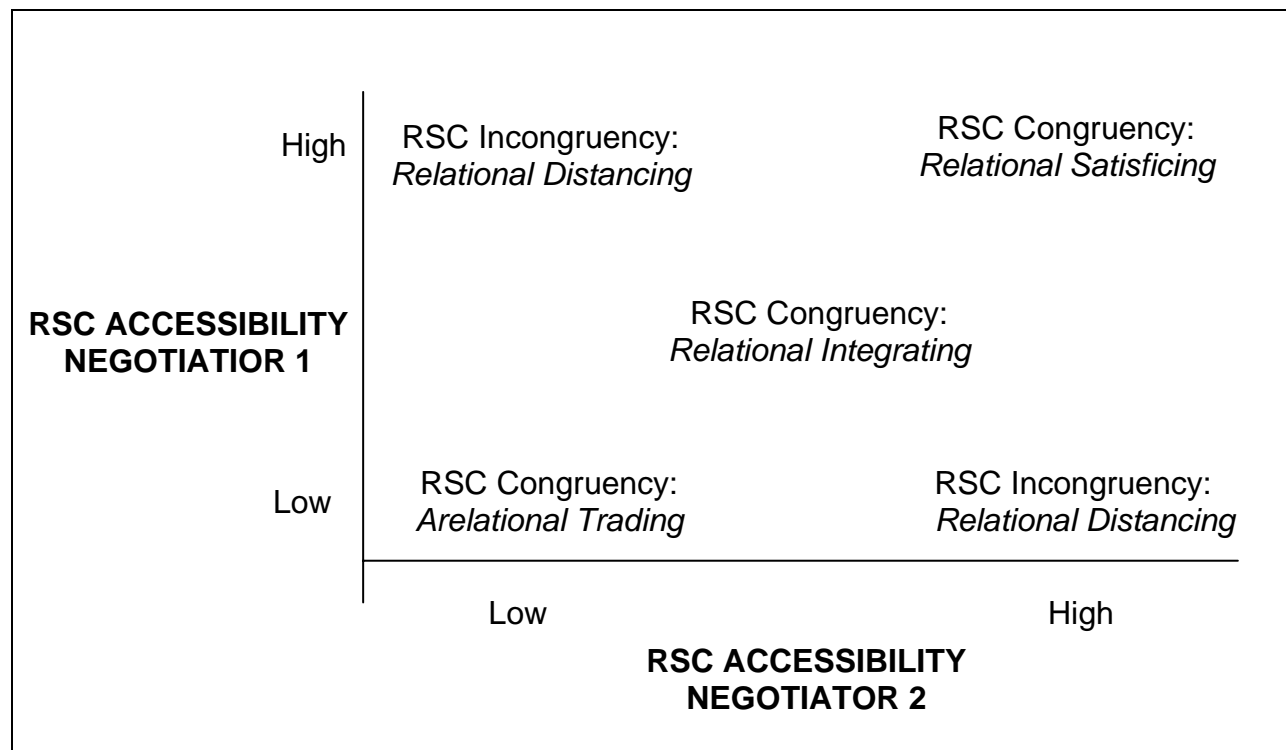 High
RSC Incongruency:
Relational Distancing
RSC Congruency:
Relational Satisficing
RSC ACCESSIBILITY
NEGOTIATIOR 1
RSC Congruency:
Relational Integrating
Low
RSC Congruency:
Arelational Trading
RSC Incongruency:
Relational Distancing
Low
High
RSC ACCESSIBILITY
NEGOTIATOR 2